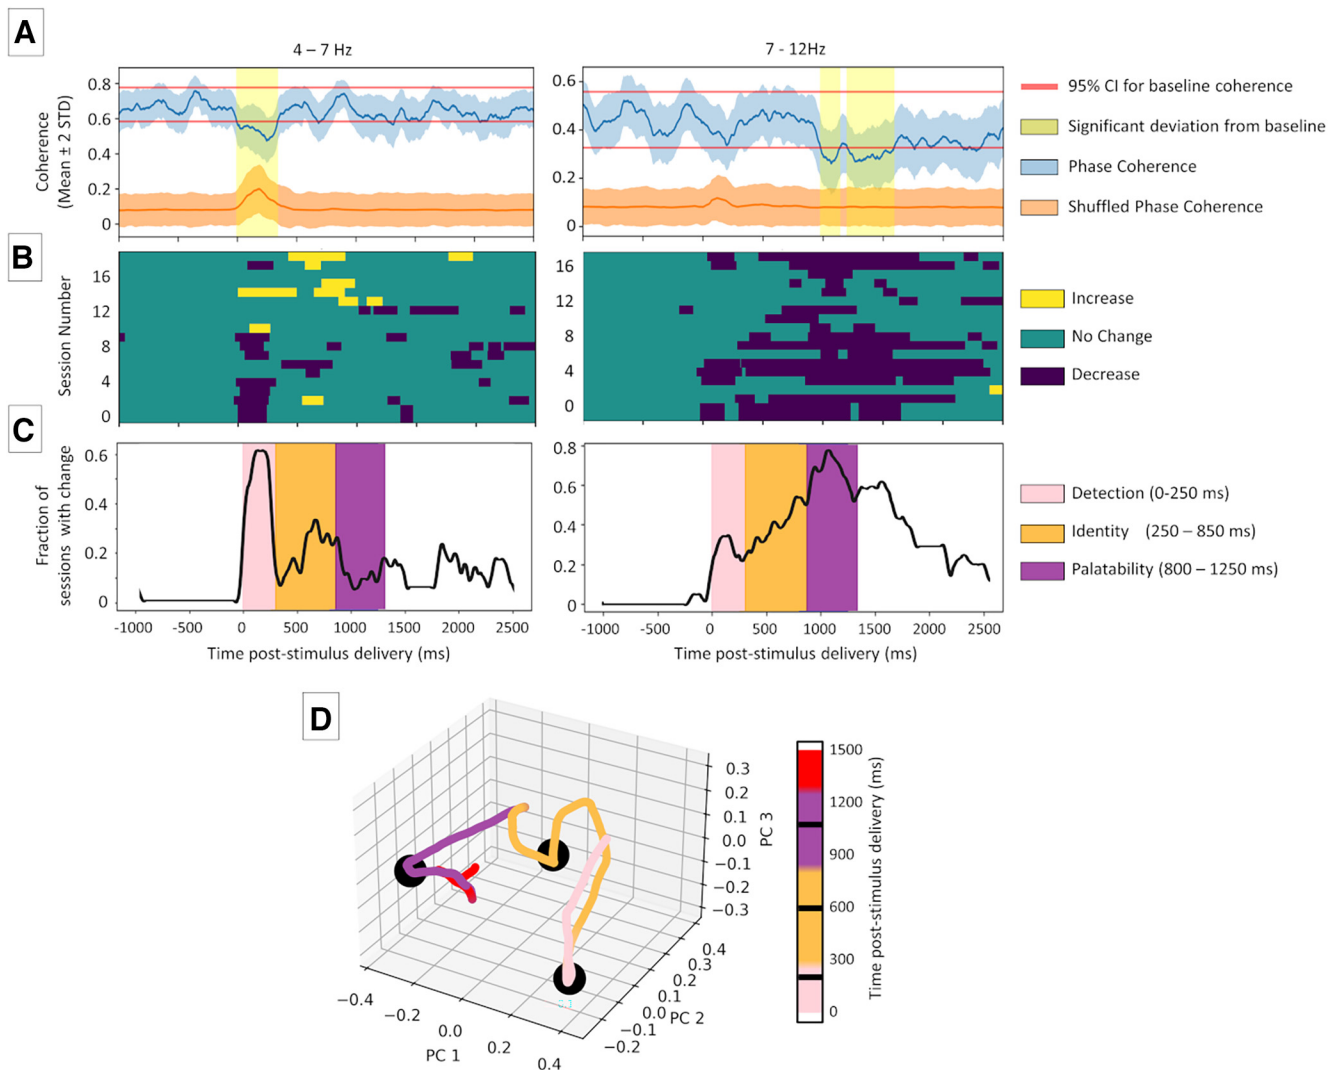 A
4 – 7 Hz
7 - 12Hz
Coherence
(Mean ± 2 STD)
0.8
0.6
0.4
0.2
0
0.6
0.4
0.2
0
95% CI for baseline coherence
Significant deviation from baseline
Phase Coherence
Shuffled Phase Coherence
B
Session Number
16
12
8
4
0
16
12
8
4
0
Increase
No Change
Decrease
C
Fraction of
sessions with change
0.6
0.4
0.2
0
0.8
0.6
0.4
0.2
0
-1000 -500 0 500 1000 1500 2000 2500
-1000 -500 0 500 1000 1500 2000 2500
Time post-stimulus delivery (ms)
Time post-stimulus delivery (ms)
Detection (0-250 ms)
Identity (250 – 850 ms)
Palatability (800 – 1250 ms)
D
0.3
0.2
0.1
0.0
−0.1
−0.2
−0.3
PC 3
0.4
0.3
0.2
0.1
0.0
−0.1
−0.2
PC 2
−0.4
−0.2
0.0
0.2
0.4
PC 1
1500
1200
900
600
300
0
Time post-stimulus delivery (ms)